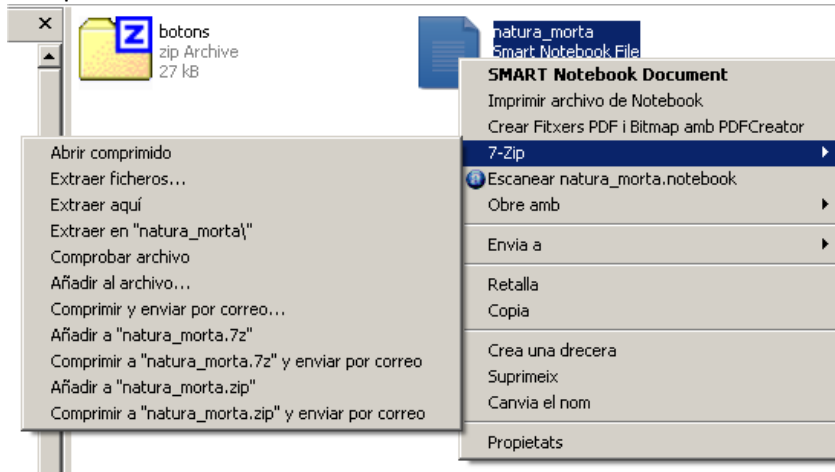 botons
zip Archive
27 kB
natura_morta
Smart Notebook File
SMART Notebook Document
Imprimir archivo de Notebook
Crear Fitxers PDF i Bitmap amb PDFCreator
7-Zip
Escanear natura_morta.notebook
Obre amb
Envia a
Retalla
Copia
Crea una drecera
Suprimeix
Canvia el nom
Propietats
Abrir comprimido
Extraer ficheros...
Extraer aquí
Extraer en "natura_morta\"
Comprobar archivo
Añadir al archivo...
Comprimir y enviar por correo...
Añadir a "natura_morta.7z"
Comprimir a "natura_morta.7z" y enviar por correo
Añadir a "natura_morta.zip"
Comprimir a "natura_morta.zip" y enviar por correo